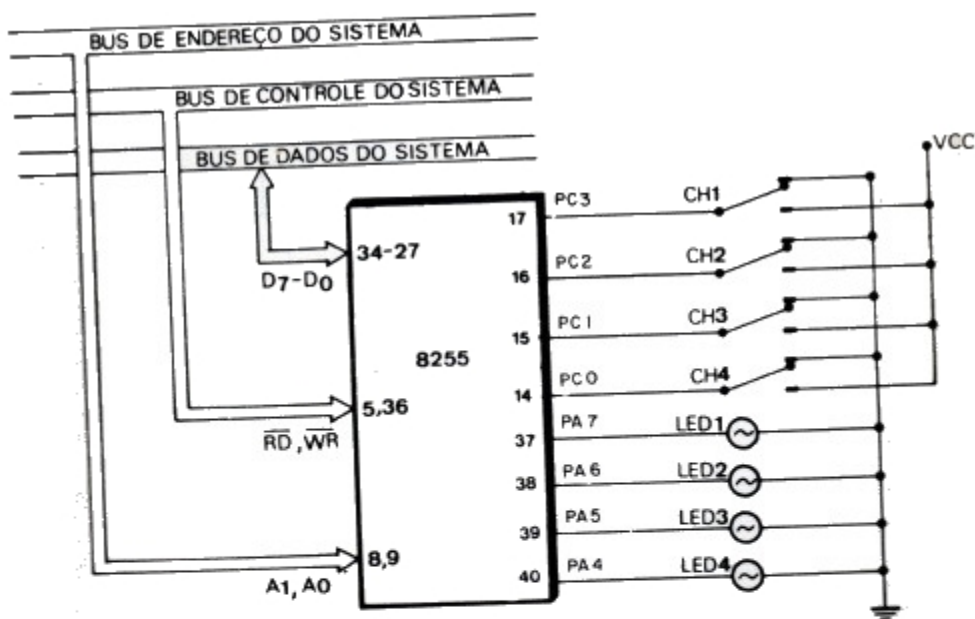 BUS DE ENDEREÇO DO SISTEMA
BUS DE CONTROLE DO SISTEMA
BUS DE DADOS DO SISTEMA
VCC
17 PC3 CH1
34-27
D7-D0
16 PC2 CH2
15 PC1 CH3
8255
14 PC0 CH4
5,36
RD, WR
37 PA7 LED1
38 PA6 LED2
39 PA5 LED3
8,9
A1, A0
40 PA4 LED4